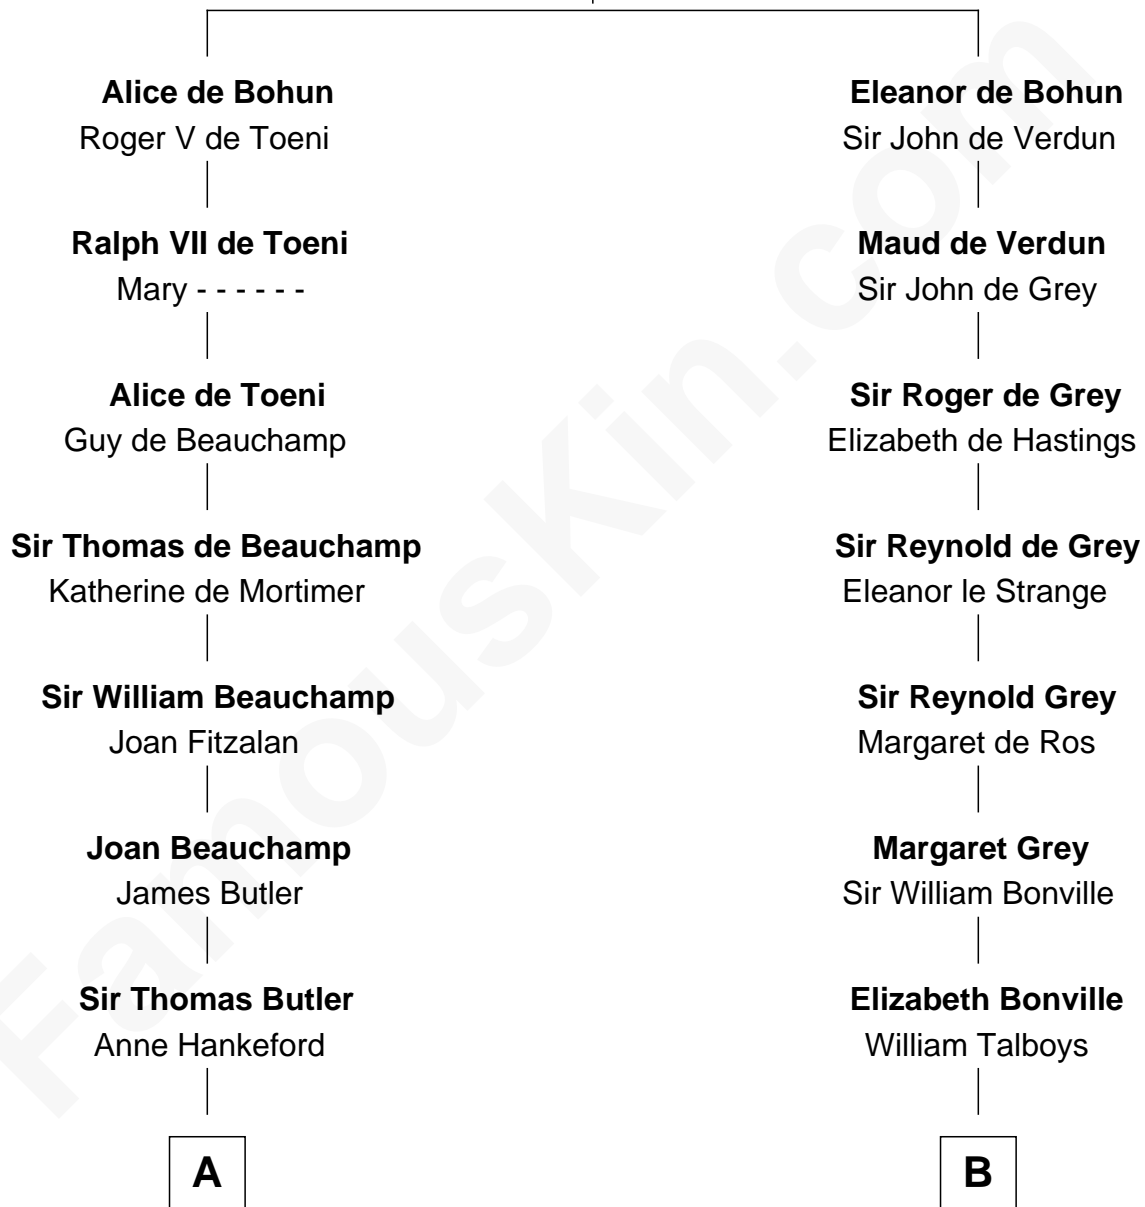 Alice de Bohun
Roger V de Toeni
Ralph VII de Toeni
Mary - - - - - -
Alice de Toeni
Guy de Beauchamp
Sir Thomas de Beauchamp
Katherine de Mortimer
Sir William Beauchamp
Joan Fitzalan
Joan Beauchamp
James Butler
Sir Thomas Butler
Anne Hankeford
A
Eleanor de Bohun
Sir John de Verdun
Maud de Verdun
Sir John de Grey
Sir Roger de Grey
Elizabeth de Hastings
Sir Reynold de Grey
Eleanor le Strange
Sir Reynold Grey
Margaret de Ros
Margaret Grey
Sir William Bonville
Elizabeth Bonville
William Talboys
B
FamousKin.com